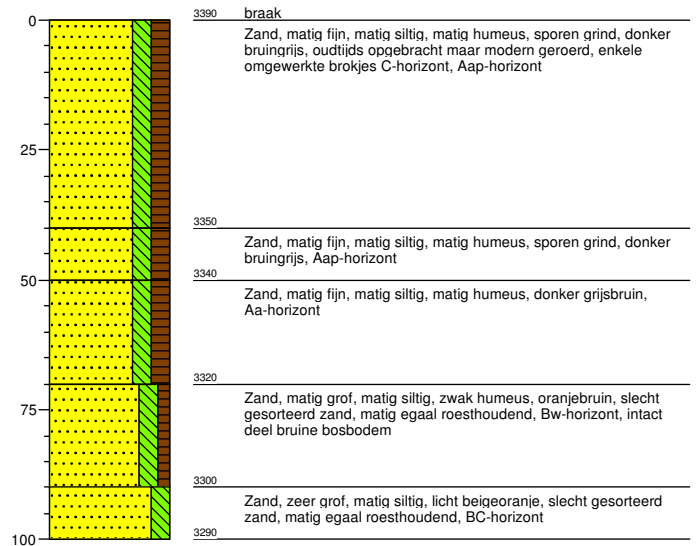 3390 braak
0
Zand, matig fijn, matig siltig, matig humeus, sporen grind, donker
bruingrijs, oudtijds opgebracht maar modern geroerd, enkele
omgewerkte brokjes C-horizont, Aap-horizont
25
3350
Zand, matig fijn, matig siltig, matig humeus, sporen grind, donker
bruingrijs, Aap-horizont
50
3340
Zand, matig fijn, matig siltig, matig humeus, donker grijsbruin,
Aa-horizont
3320
Zand, matig grof, matig siltig, zwak humeus, oranjebruin, slecht
gesorteerd zand, matig egaal roesthoudend, Bw-horizont, intact
deel bruine bosbodem
75
3300
Zand, zeer grof, matig siltig, licht beigeoranje, slecht gesorteerd
zand, matig egaal roesthoudend, BC-horizont
100
3290